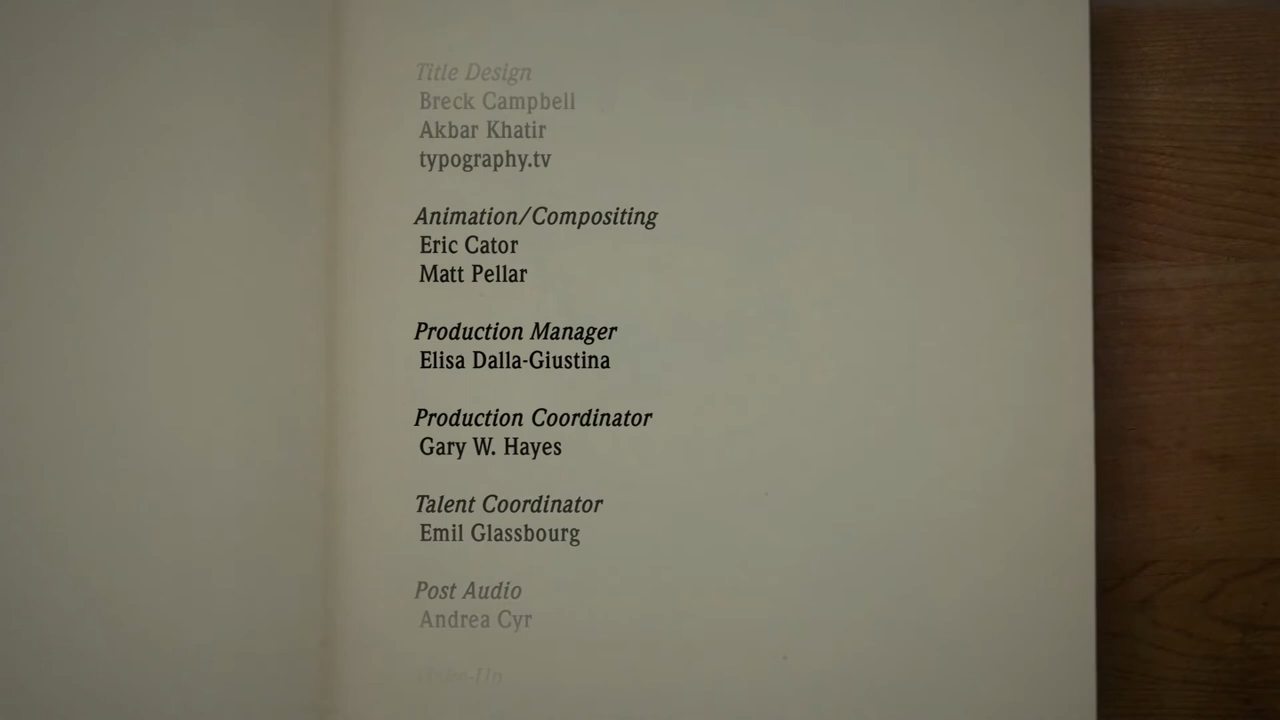 Title Design
Breck Campbell
Akbar Khatir
typography.tv
Animation/Compositing
Eric Cator
Matt Pellar
Production Manager
Elisa Dalla-Giustina
Production Coordinator
Gary W. Hayes
Talent Coordinator
Emil Glassbourg
Post Audio
Andrea Cyr